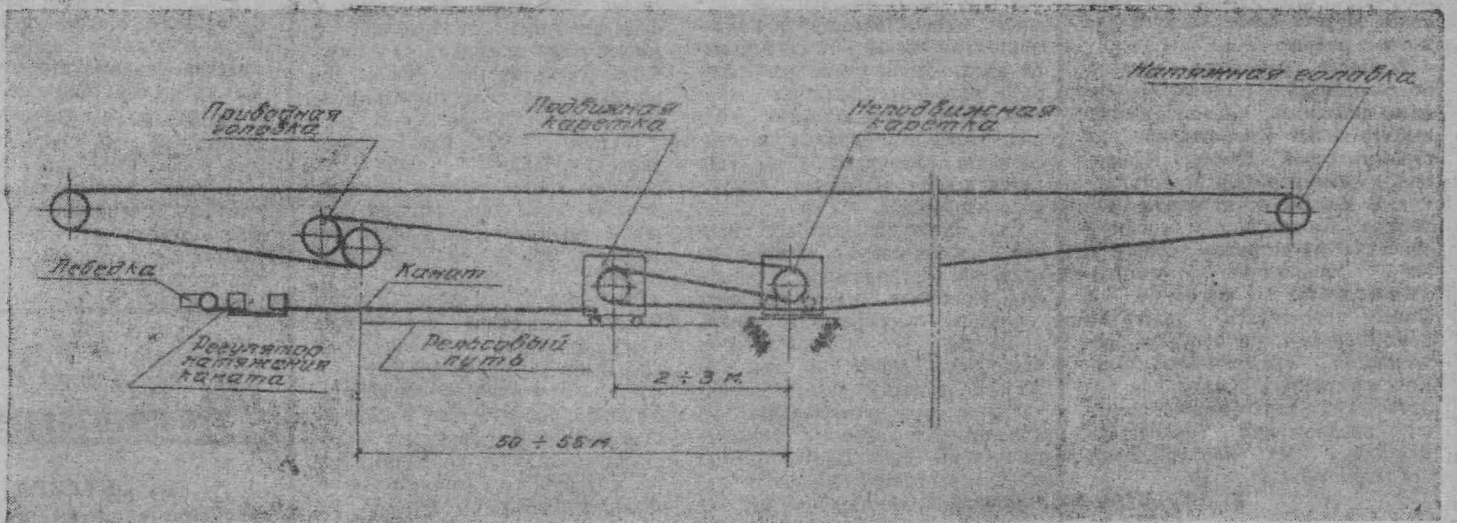 Натяжная головка
Приводная
головка
Подвижная
каретка
Неподвижная
каретка
Лебедка
Канат
Регулятор
натяжения
каната
Рельсовый
путь
2 ÷ 3 м.
50 ÷ 55 м.